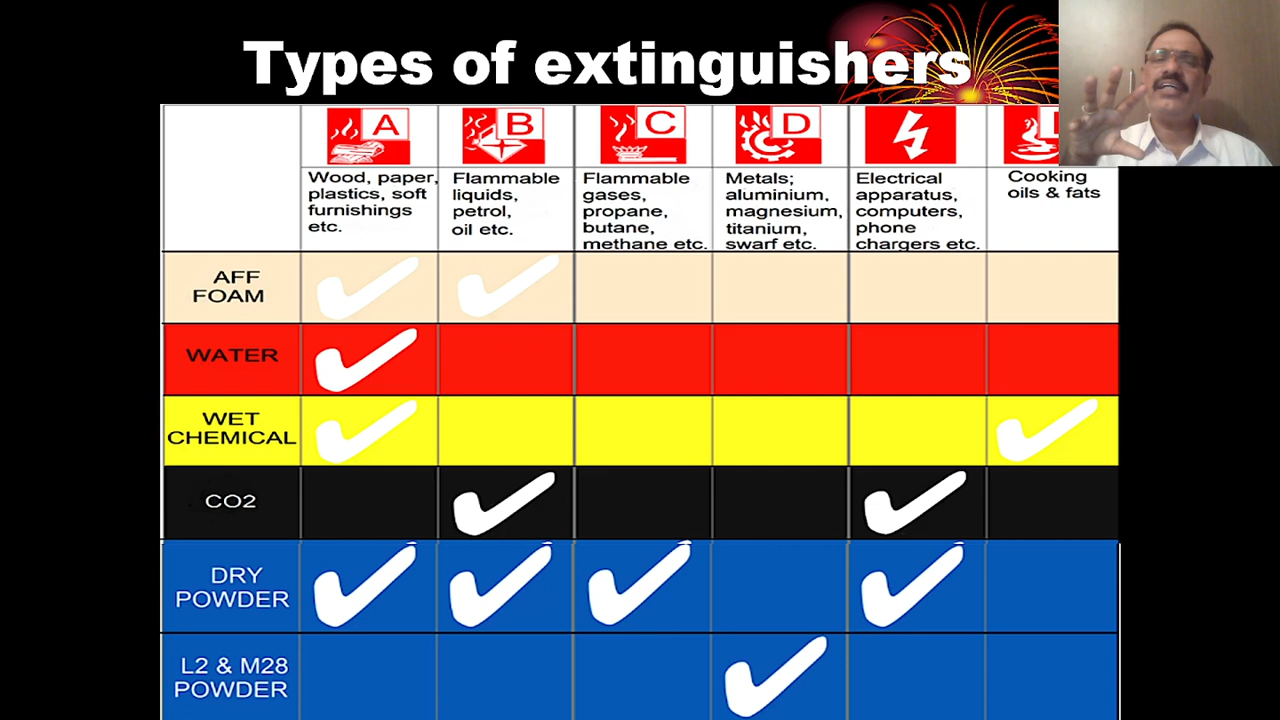 Types of extinguishers
A
B
C
D
Wood, paper,
plastics, soft
furnishings
etc.
Flammable
liquids,
petrol,
oil etc.
Flammable
gases,
propane,
butane,
methane etc.
Metals;
aluminium,
magnesium,
titanium,
swarf etc.
Electrical
apparatus,
computers,
phone
chargers etc.
Cooking
oils & fats
AFF
FOAM
WATER
WET
CHEMICAL
CO2
DRY
POWDER
L2 & M28
POWDER